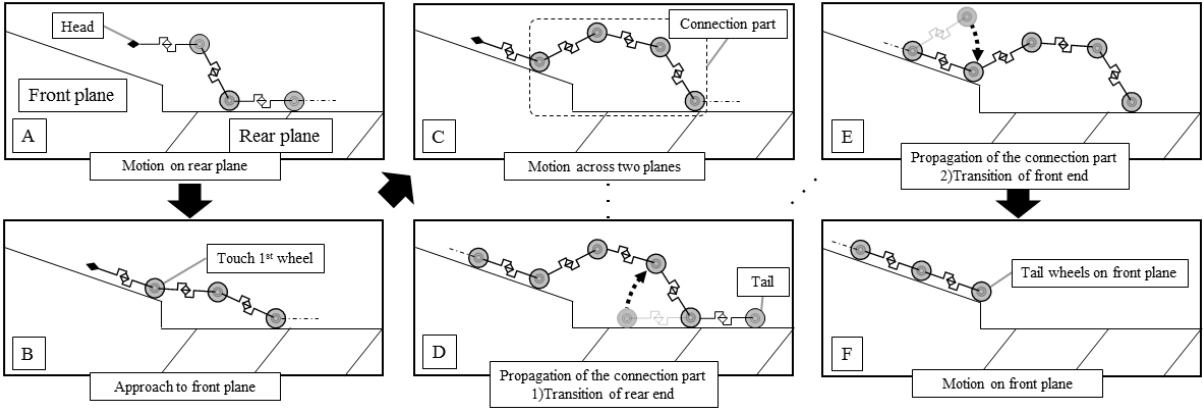 Head
Front plane
A
Rear plane
Motion on rear plane
Touch 1st wheel
B
Approach to front plane
Connection part
C
Motion across two planes
Tail
D
Propagation of the connection part
1)Transition of rear end
E
Propagation of the connection part
2)Transition of front end
Tail wheels on front plane
F
Motion on front plane